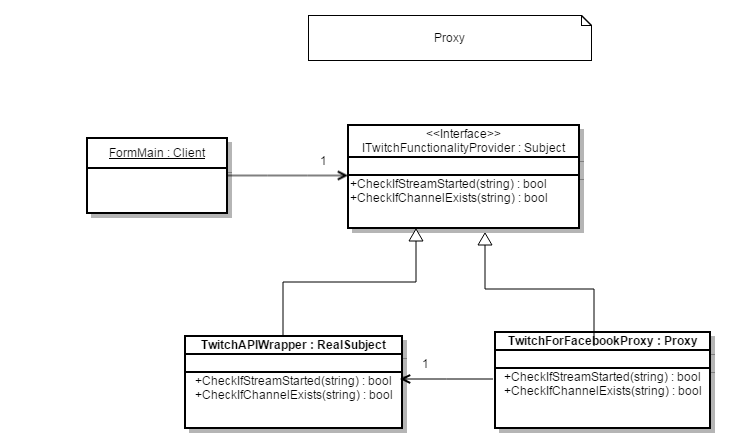 Proxy
<<Interface>>
FormMain : Client
ITwitchFunctionalityProvider : Subject
1
+CheckIfStreamStarted(string) : bool
+CheckIfChannelExists(string) : bool
TwitchAPIWrapper : RealSubject
+CheckIfStreamStarted(string) : bool
+CheckIfChannelExists(string) : bool
1
TwitchForFacebookProxy : Proxy
+CheckIfStreamStarted(string) : bool
+CheckIfChannelExists(string) : bool